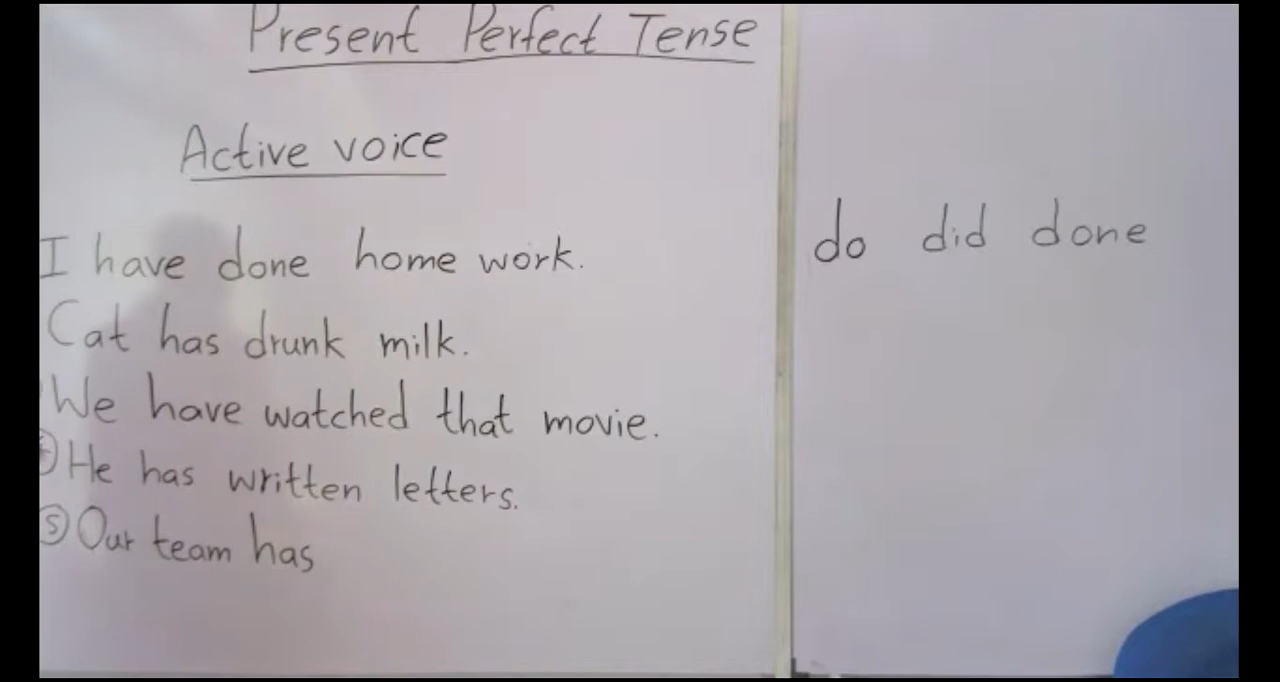 Present Perfect Tense
Active voice
I have done home work.
Cat has drunk milk.
We have watched that movie.
He has written letters.
⑤ Our team has
do did done